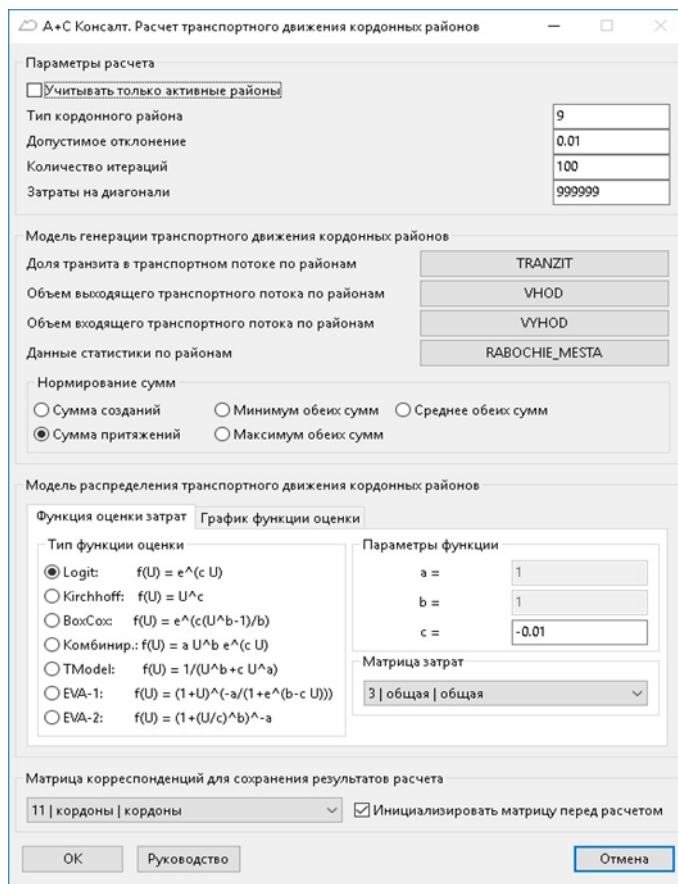 А+С Консалт. Расчет транспортного движения кордонных районов
Параметры расчета
Учитывать только активные районы
Тип кордонного района 9
Допустимое отклонение 0.01
Количество итераций 100
Затраты на диагонали 999999
Модель генерации транспортного движения кордонных районов
Доля транзита в транспортном потоке по районам TRANZIT
Объем выходящего транспортного потока по районам VHOD
Объем входящего транспортного потока по районам VYHOD
Данные статистики по районам RABOCHIE_MESTA
Нормирование сумм
Сумма созданий Минимум обеих сумм Среднее обеих сумм
Сумма притяжений Максимум обеих сумм
Модель распределения транспортного движения кордонных районов
Функция оценки затрат График функции оценки
Тип функции оценки
Logit: f(U) = e^(c U)
Kirchhoff: f(U) = U^c
BoxCox: f(U) = e^(c(U^b-1)/b)
Комбинир.: f(U) = a U^b e^(c U)
TModel: f(U) = 1/(U^b+c U^a)
EVA-1: f(U) = (1+U)^(-a/(1+e^(b-c U)))
EVA-2: f(U) = (1+(U/c)^b)^-a
Параметры функции
a = 1
b = 1
c = -0.01
Матрица затрат
3 | общая | общая
Матрица корреспонденций для сохранения результатов расчета
11 | кордоны | кордоны Инициализировать матрицу перед расчетом
OK Руководство Отмена